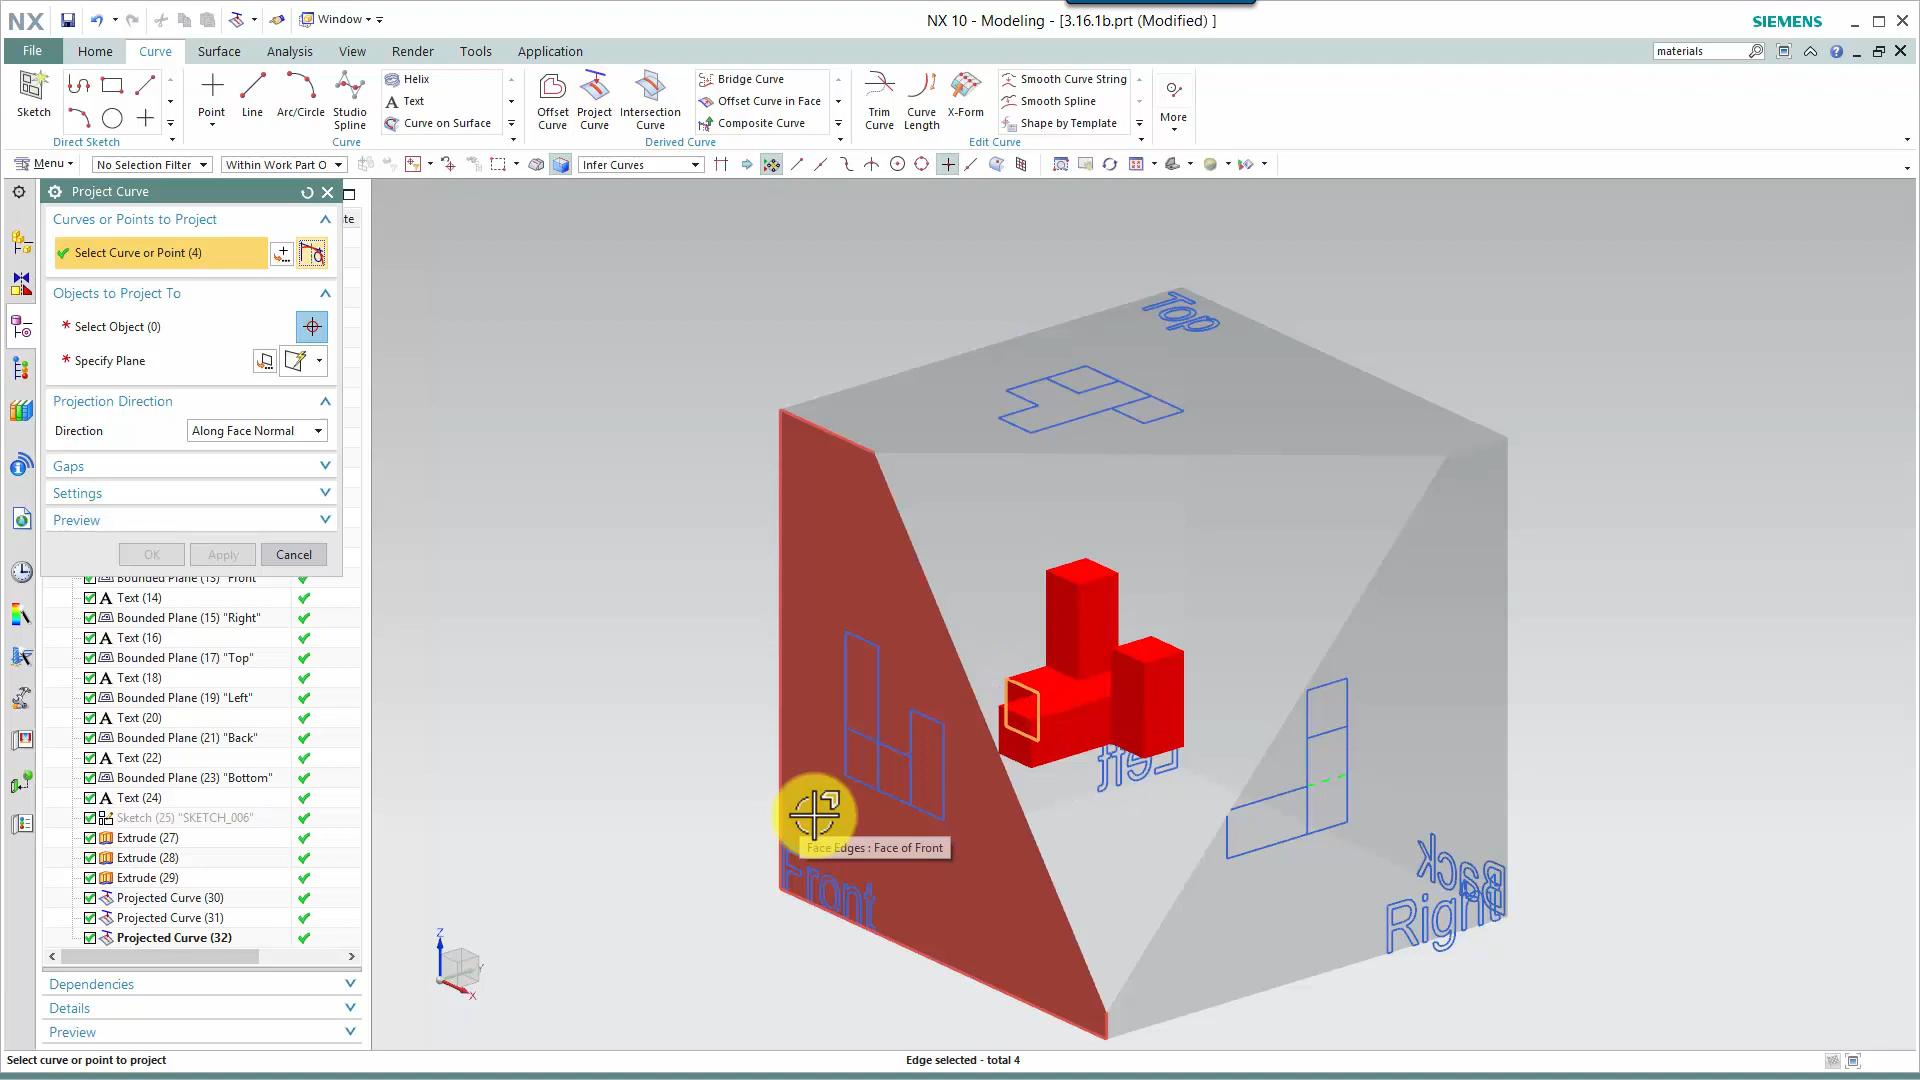 NX
Window
NX 10 - Modeling - [3.16.1b.prt (Modified) ]
SIEMENS
File
Home
Curve
Surface
Analysis
View
Render
Tools
Application
materials
Sketch
Direct Sketch
Point
Line
Arc/Circle
Studio Spline
Helix
Text
Curve on Surface
Curve
Offset Curve
Project Curve
Intersection Curve
Bridge Curve
Offset Curve in Face
Composite Curve
Derived Curve
Trim Curve
Curve Length
X-Form
Smooth Curve String
Smooth Spline
Shape by Template
Edit Curve
More
Menu
No Selection Filter
Within Work Part O
Infer Curves
Project Curve
Curves or Points to Project
Select Curve or Point (4)
Objects to Project To
* Select Object (0)
* Specify Plane
Projection Direction
Direction
Along Face Normal
Gaps
Settings
Preview
OK
Apply
Cancel
te
Bounded Plane (13) "Front"
Text (14)
Bounded Plane (15) "Right"
Text (16)
Bounded Plane (17) "Top"
Text (18)
Bounded Plane (19) "Left"
Text (20)
Bounded Plane (21) "Back"
Text (22)
Bounded Plane (23) "Bottom"
Text (24)
Sketch (25) "SKETCH_006"
Extrude (27)
Extrude (28)
Extrude (29)
Projected Curve (30)
Projected Curve (31)
Projected Curve (32)
Dependencies
Details
Preview
Top
Left
Face Edges : Face of Front
Front
Back
Right
Z
Y
X
Select curve or point to project
Edge selected - total 4